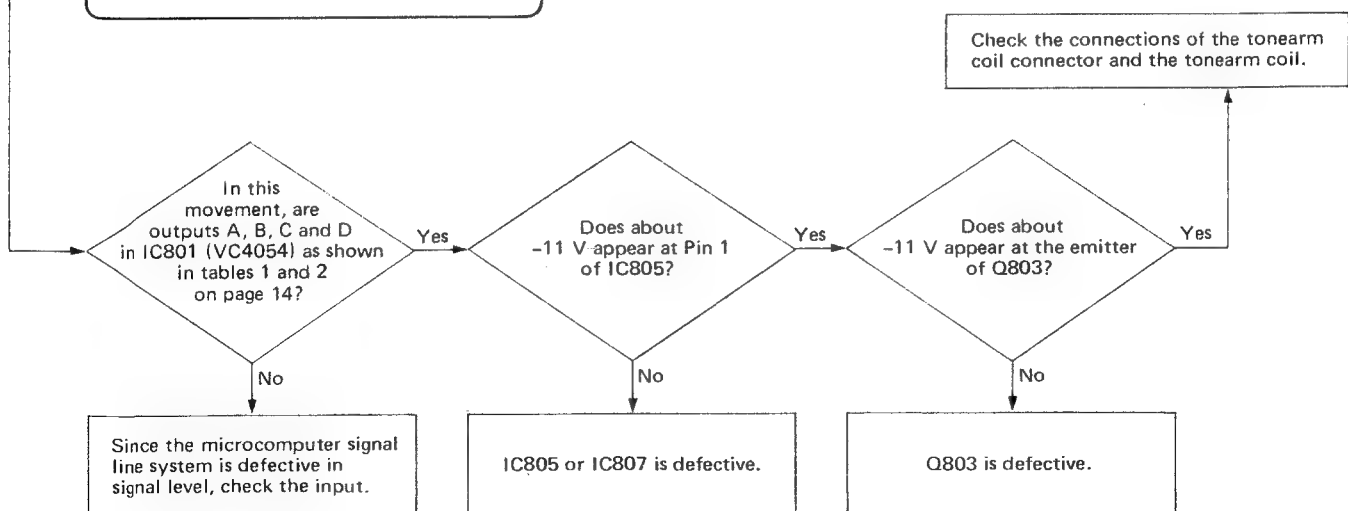 Check the connections of the tonearm
coil connector and the tonearm coil.
In this
movement, are
outputs A, B, C and D
in IC801 (VC4054) as shown
in tables 1 and 2
on page 14?
Yes
Does about
-11 V appear at Pin 1
of IC805?
Yes
Does about
-11 V appear at the emitter
of Q803?
Yes
No
No
No
Since the microcomputer signal
line system is defective in
signal level, check the input.
IC805 or IC807 is defective.
Q803 is defective.